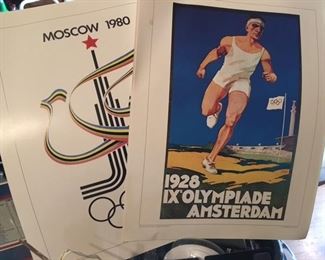 MOSCOW 1980
1928
IXᵉ OLYMPIADE
AMSTERDAM